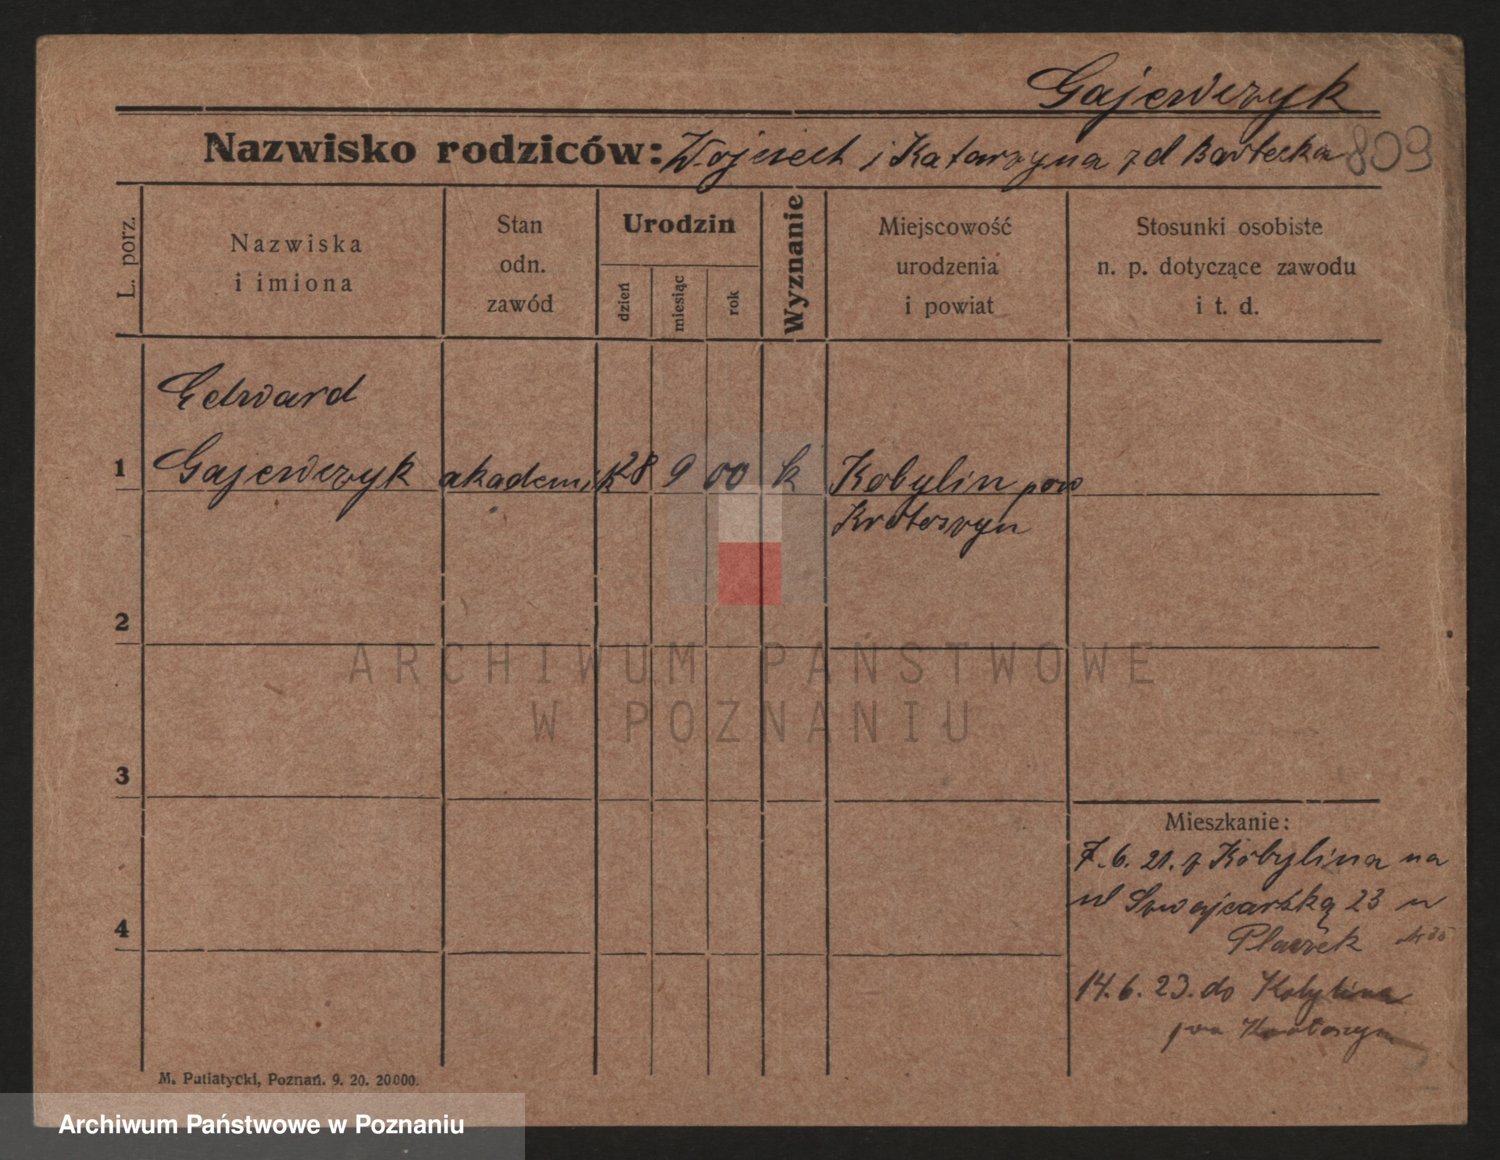 Gajewczyk
Nazwisko rodziców: Wojciech i Katarzyna z d Bartecka 809
L. porz.
Nazwiska
i imiona
Stan
odn.
zawód
Urodzin
dzień
miesiąc
rok
Wyznanie
Miejscowość
urodzenia
i powiat
Stosunki osobiste
n. p. dotyczące zawodu
i t. d.
Edward
1 Gajewczyk akademik 28 9 00 k Kobylin pow
Krotoszyn
2
ARCHIWUM PAŃSTWOWE
W POZNANIU
3
Mieszkanie:
7. 6. 21. z Kobylina na
ul Szwajcarską 23 u
4
Płaczek
14. 6. 23. do Kobylina
pow Krotoszyn
M. Putiatycki, Poznań. 9. 20. 20000.
Archiwum Państwowe w Poznaniu